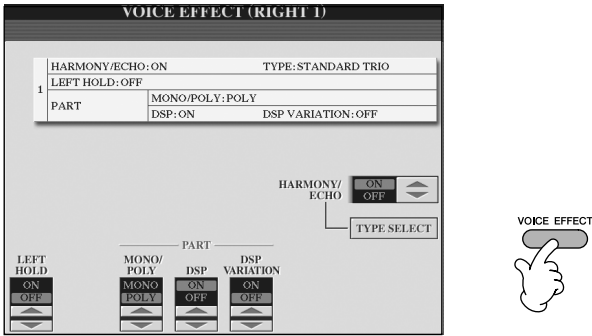 VOICE EFFECT (RIGHT 1)
HARMONY/ECHO:ON TYPE:STANDARD TRIO
1
LEFT HOLD:OFF
PART
MONO/POLY:POLY
DSP:ON DSP VARIATION:OFF
HARMONY/
ECHO
ON
OFF
TYPE SELECT
VOICE EFFECT
PART
LEFT
HOLD
MONO/
POLY
DSP
DSP
VARIATION
ON
OFF
MONO
POLY
ON
OFF
ON
OFF